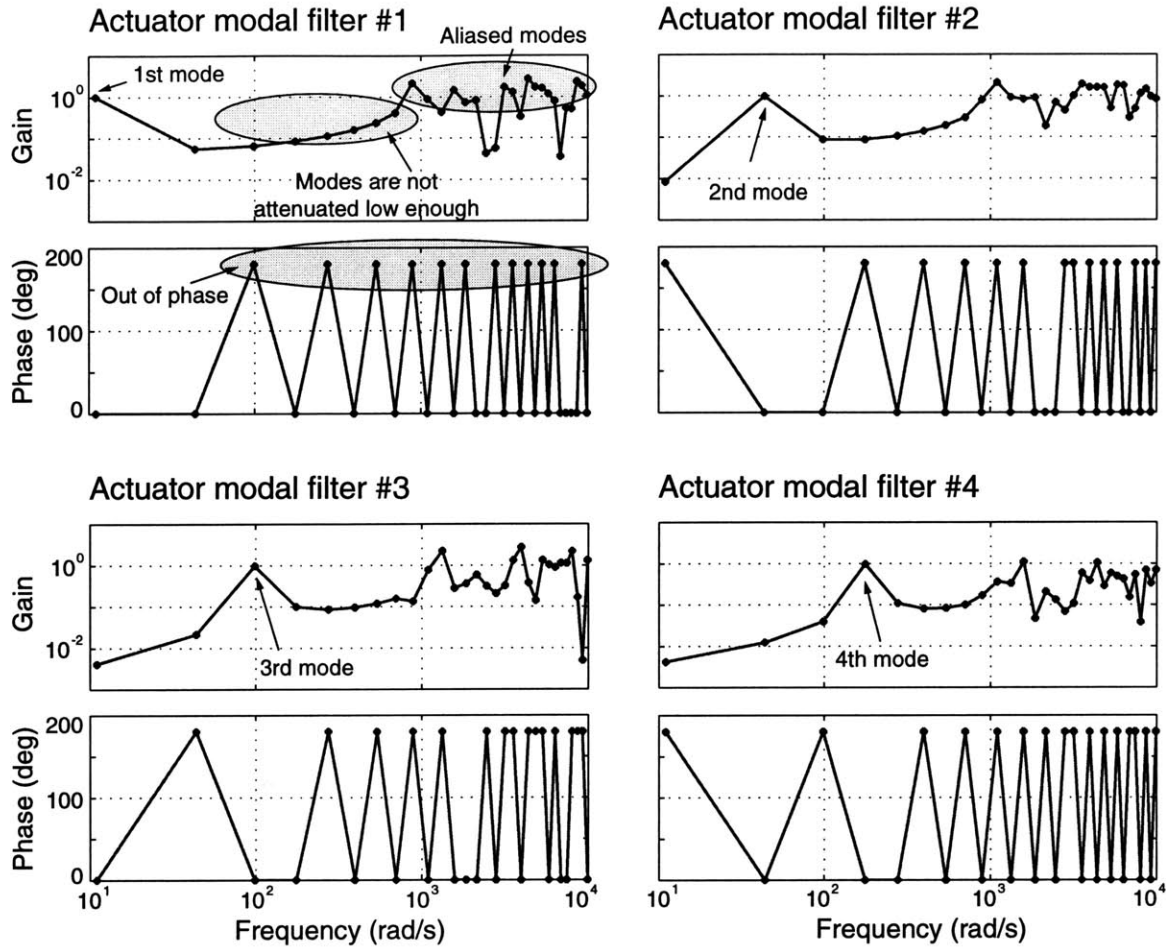 Actuator modal filter #1
Aliased modes
1st mode
Gain
10^0
10^-2
Modes are not
attenuated low enough
Phase (deg)
200
100
0
Out of phase
Actuator modal filter #2
2nd mode
Actuator modal filter #3
Gain
10^0
10^-2
3rd mode
Phase (deg)
200
100
0
10^1
10^2
10^3
10^4
Frequency (rad/s)
Actuator modal filter #4
4th mode
10^1
10^2
10^3
10^4
Frequency (rad/s)